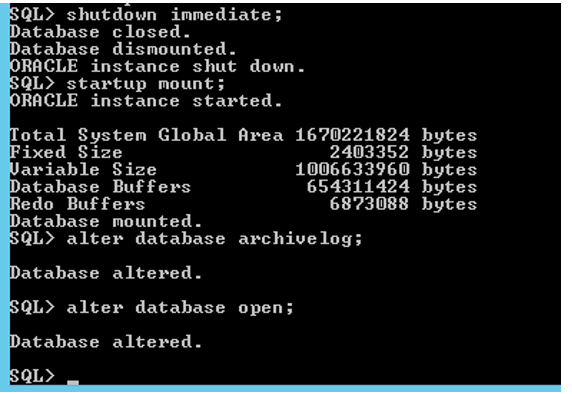 SQL> shutdown immediate;
Database closed.
Database dismounted.
ORACLE instance shut down.
SQL> startup mount;
ORACLE instance started.
Total System Global Area 1670221824 bytes
Fixed Size 2403352 bytes
Variable Size 1006633960 bytes
Database Buffers 654311424 bytes
Redo Buffers 6873088 bytes
Database mounted.
SQL> alter database archivelog;
Database altered.
SQL> alter database open;
Database altered.
SQL> _